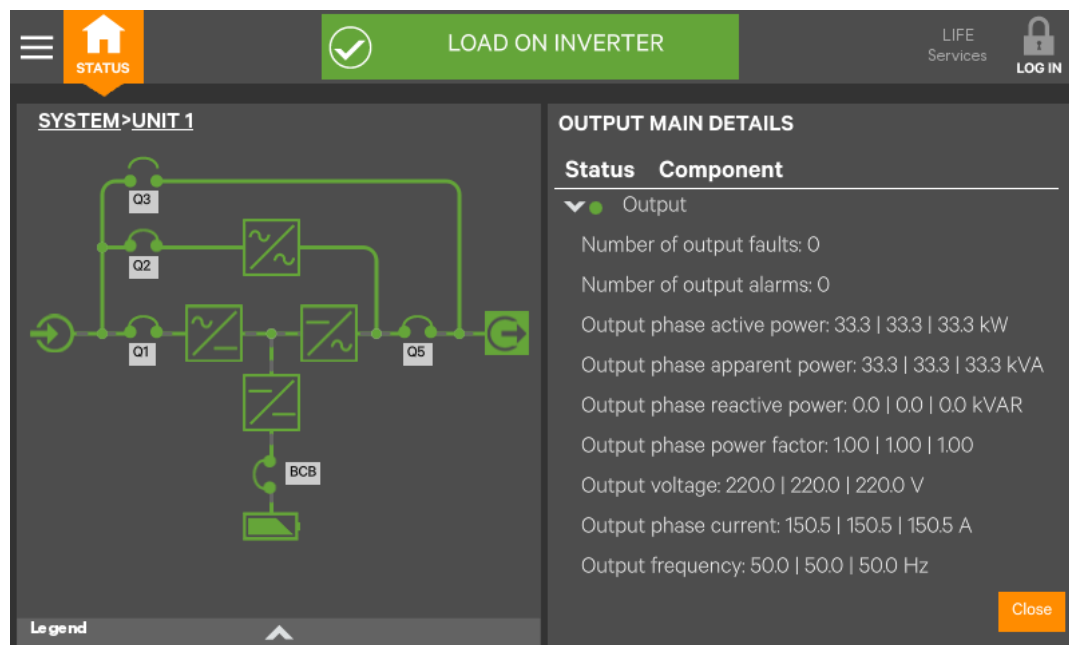 STATUS
LOAD ON INVERTER
LIFE
Services
LOG IN
SYSTEM>UNIT 1
Q3
Q2
Q1
Q5
BCB
Legend
OUTPUT MAIN DETAILS
Status Component
Output
Number of output faults: 0
Number of output alarms: 0
Output phase active power: 33.3 | 33.3 | 33.3 kW
Output phase apparent power: 33.3 | 33.3 | 33.3 kVA
Output phase reactive power: 0.0 | 0.0 | 0.0 kVAR
Output phase power factor: 1.00 | 1.00 | 1.00
Output voltage: 220.0 | 220.0 | 220.0 V
Output phase current: 150.5 | 150.5 | 150.5 A
Output frequency: 50.0 | 50.0 | 50.0 Hz
Close